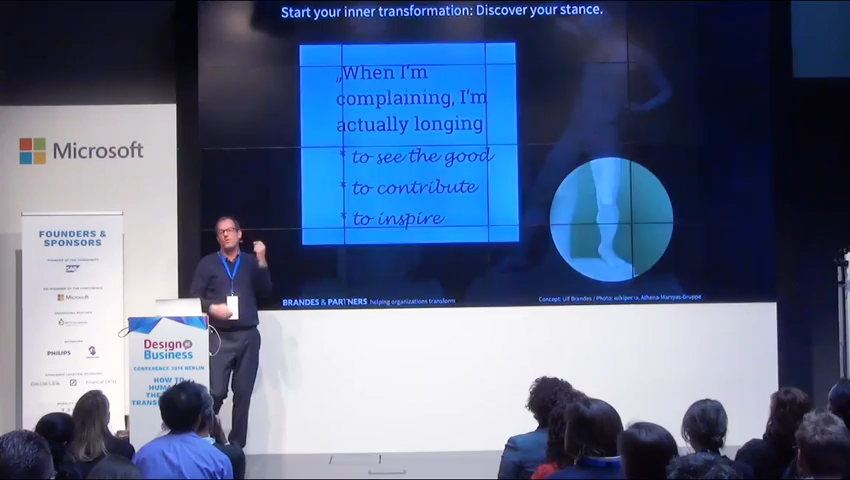 Start your inner transformation: Discover your stance.
„When I'm
complaining, I'm
actually longing
* to see the good
* to contribute
* to inspire
BRANDES & PARTNERS helping organizations transform
Concept: Ulf Brandes / Photo: wikipedia, Athena Marsyas-Gruppe
Microsoft
FOUNDERS &
SPONSORS
SAP
Microsoft
PHILIPS
Design
Business
CONFERENCE 2018 BERLIN
HOW TO